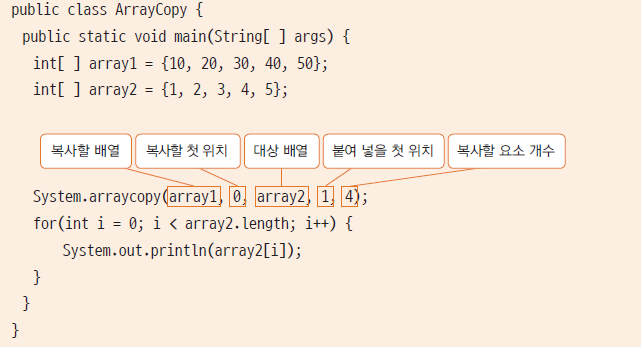 public class ArrayCopy {
public static void main(String[ ] args) {
int[ ] array1 = {10, 20, 30, 40, 50};
int[ ] array2 = {1, 2, 3, 4, 5};
복사할 배열 복사할 첫 위치 대상 배열 붙여 넣을 첫 위치 복사할 요소 개수
System.arraycopy(array1, 0, array2, 1, 4);
for(int i = 0; i < array2.length; i++) {
System.out.println(array2[i]);
}
}
}